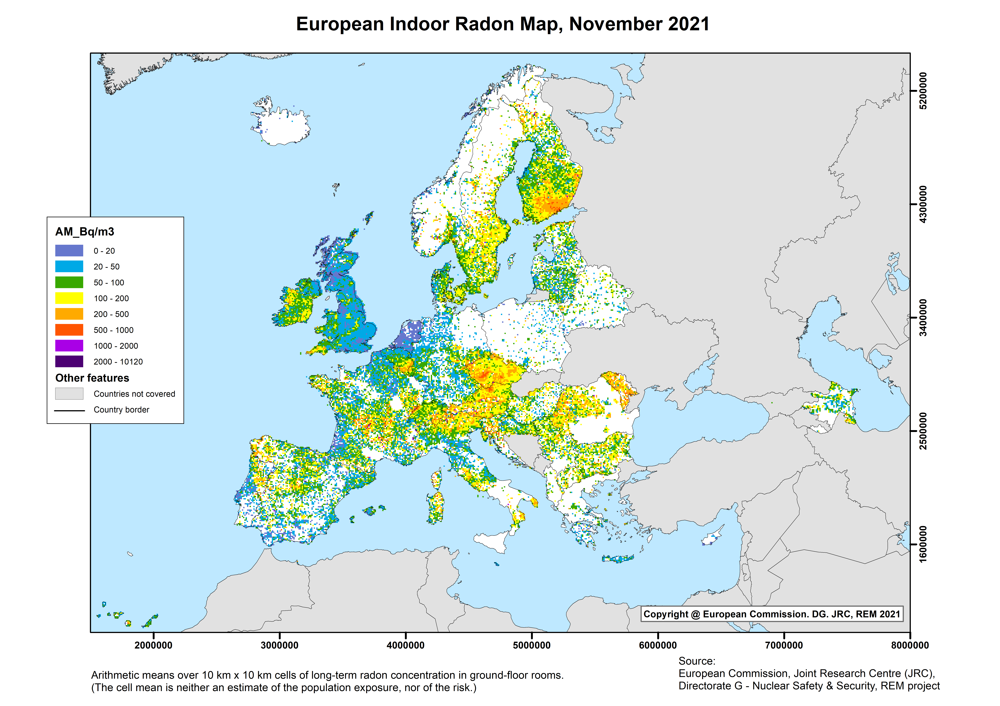 European Indoor Radon Map, November 2021
AM_Bq/m3
0 - 20
20 - 50
50 - 100
100 - 200
200 - 500
500 - 1000
1000 - 2000
2000 - 10120
Other features
Countries not covered
Country border
5200000
4300000
3400000
2500000
1600000
Copyright @ European Commission. DG. JRC, REM 2021
2000000
3000000
4000000
5000000
6000000
7000000
8000000
Arithmetic means over 10 km x 10 km cells of long-term radon concentration in ground-floor rooms.
(The cell mean is neither an estimate of the population exposure, nor of the risk.)
Source:
European Commission, Joint Research Centre (JRC),
Directorate G - Nuclear Safety & Security, REM project